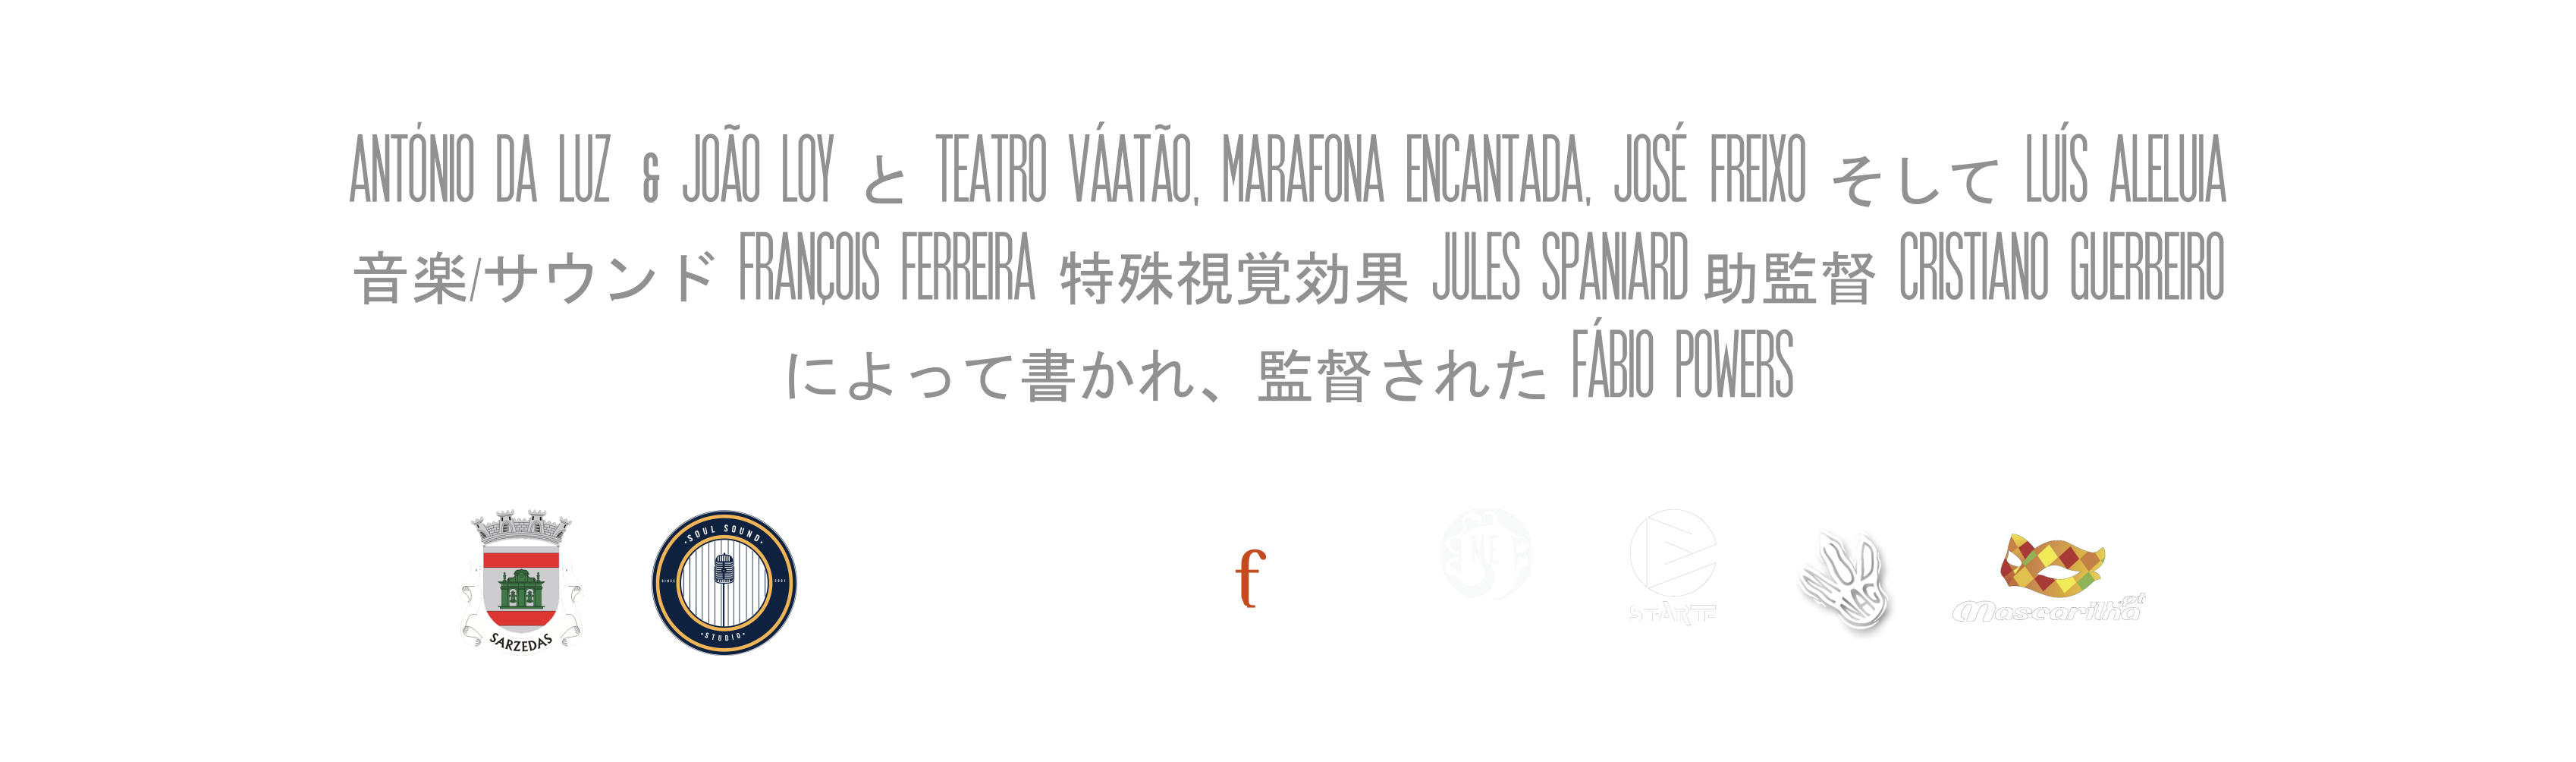 ANTÓNIO DA LUZ & JOÃO LOY と TEATRO VÁATÃO, MARAFONA ENCANTADA, JOSÉ FREIXO そして LUÍS ALELUIA
音楽/サウンド FRANÇOIS FERREIRA 特殊視覚効果 JULES SPANIARD 助監督 CRISTIANO GUERREIRO
によって書かれ、監督された FÁBIO POWERS
SARZEDAS
SOUL SOUND
SINCE 2001
STUDIO
f
STARTE
Mascarilha.pt